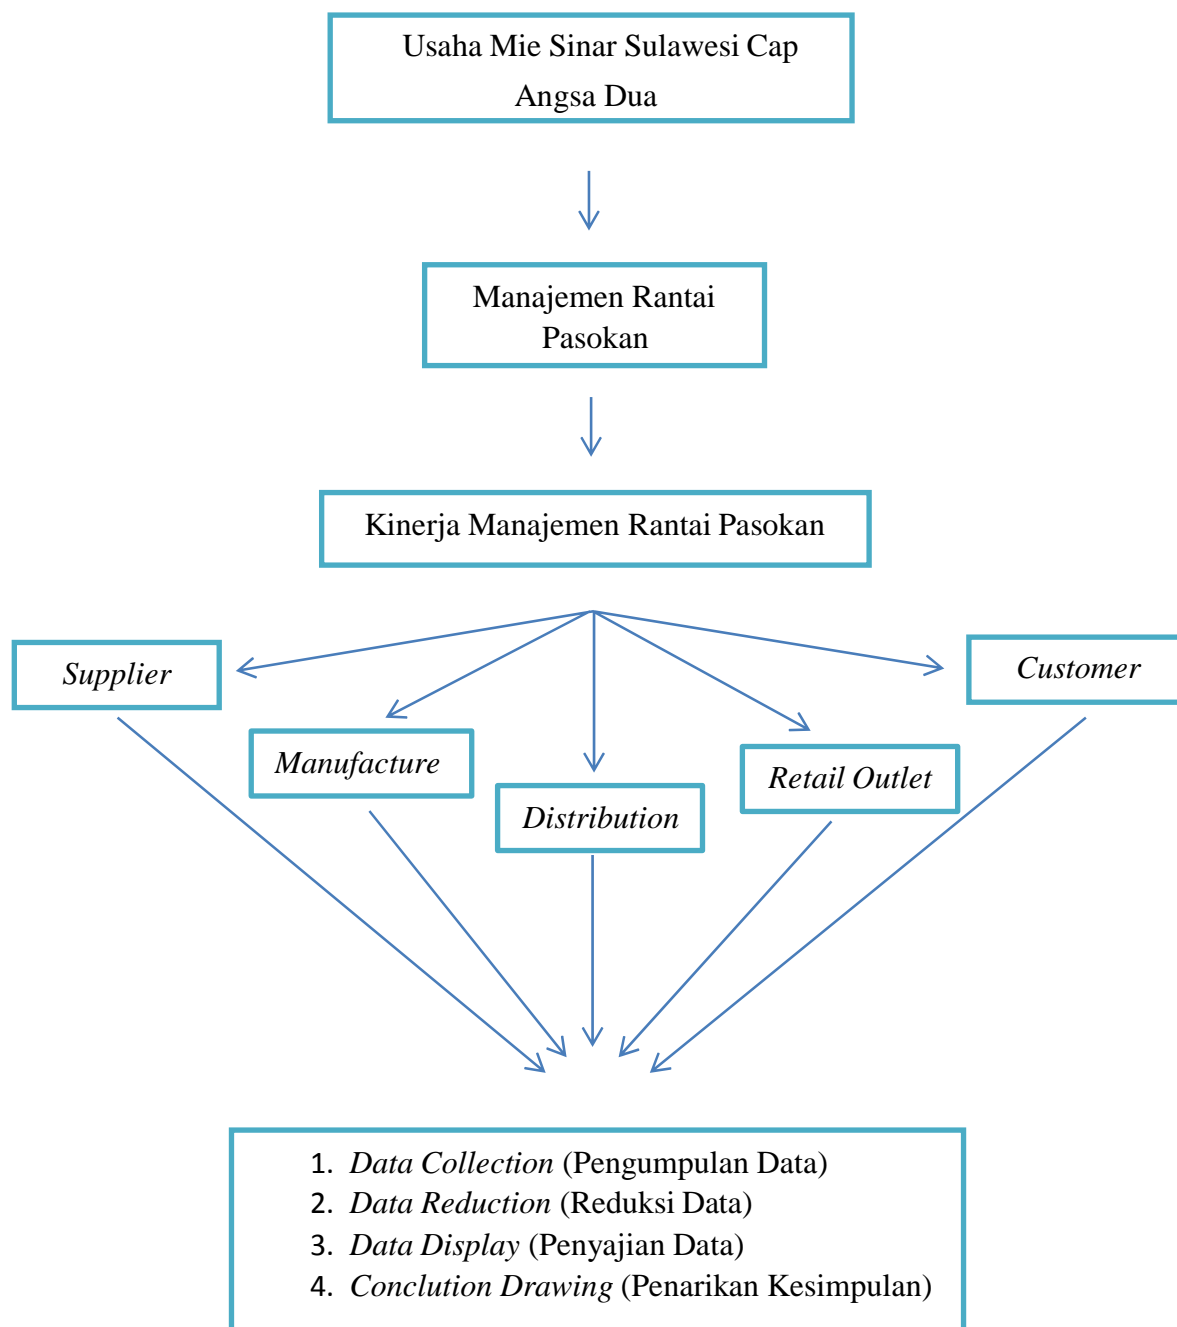 Usaha Mie Sinar Sulawesi Cap
Angsa Dua
Manajemen Rantai
Pasokan
Kinerja Manajemen Rantai Pasokan
Supplier
Customer
Manufacture
Retail Outlet
Distribution
1. Data Collection (Pengumpulan Data)
2. Data Reduction (Reduksi Data)
3. Data Display (Penyajian Data)
4. Conclution Drawing (Penarikan Kesimpulan)